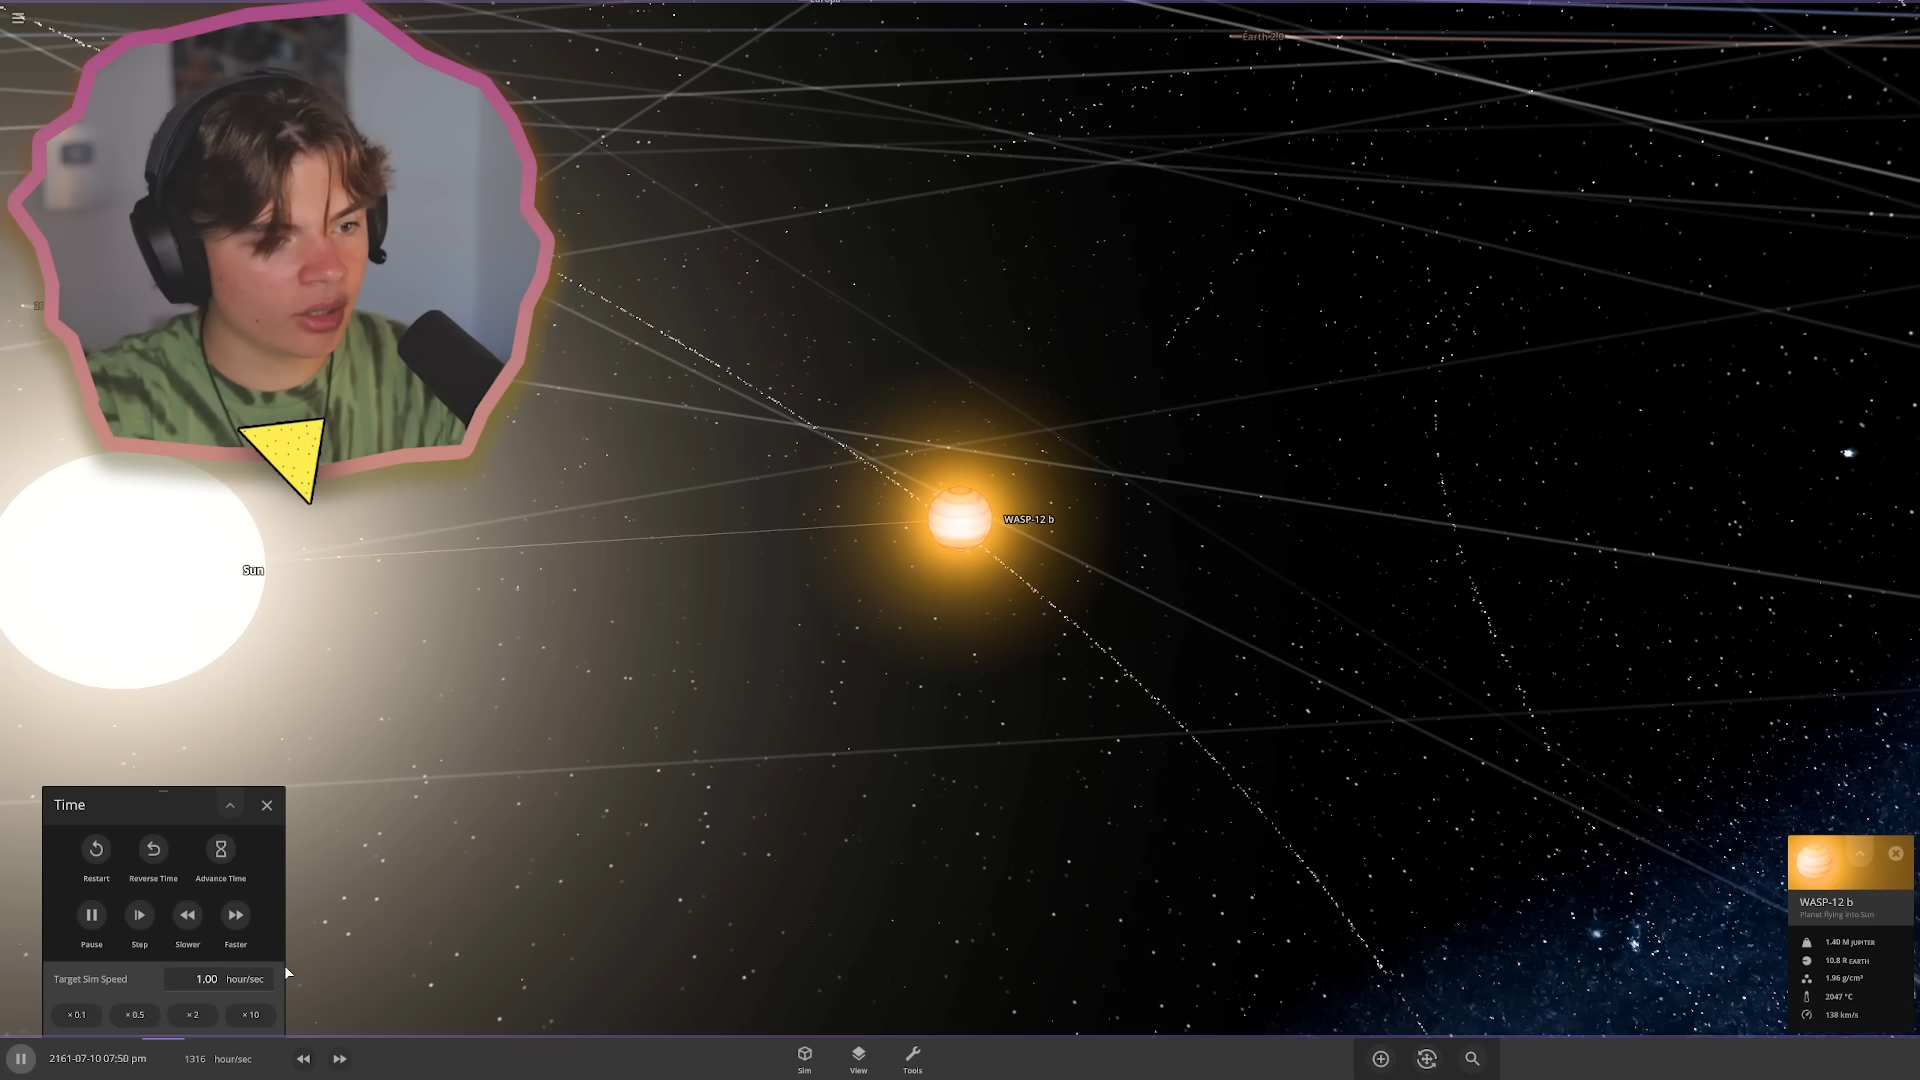 Europa
Earth 2.0
WASP-12 b
Sun
Time
Restart
Reverse Time
Advance Time
Pause
Step
Slower
Faster
Target Sim Speed
1.00 hour/sec
× 0.1
× 0.5
× 2
× 10
WASP-12 b
Planet flying into Sun
1.40 M JUPITER
10.8 R EARTH
1.96 g/cm³
2047 °C
138 km/s
2161-07-10 07:50 pm
1316 hour/sec
Sim
View
Tools